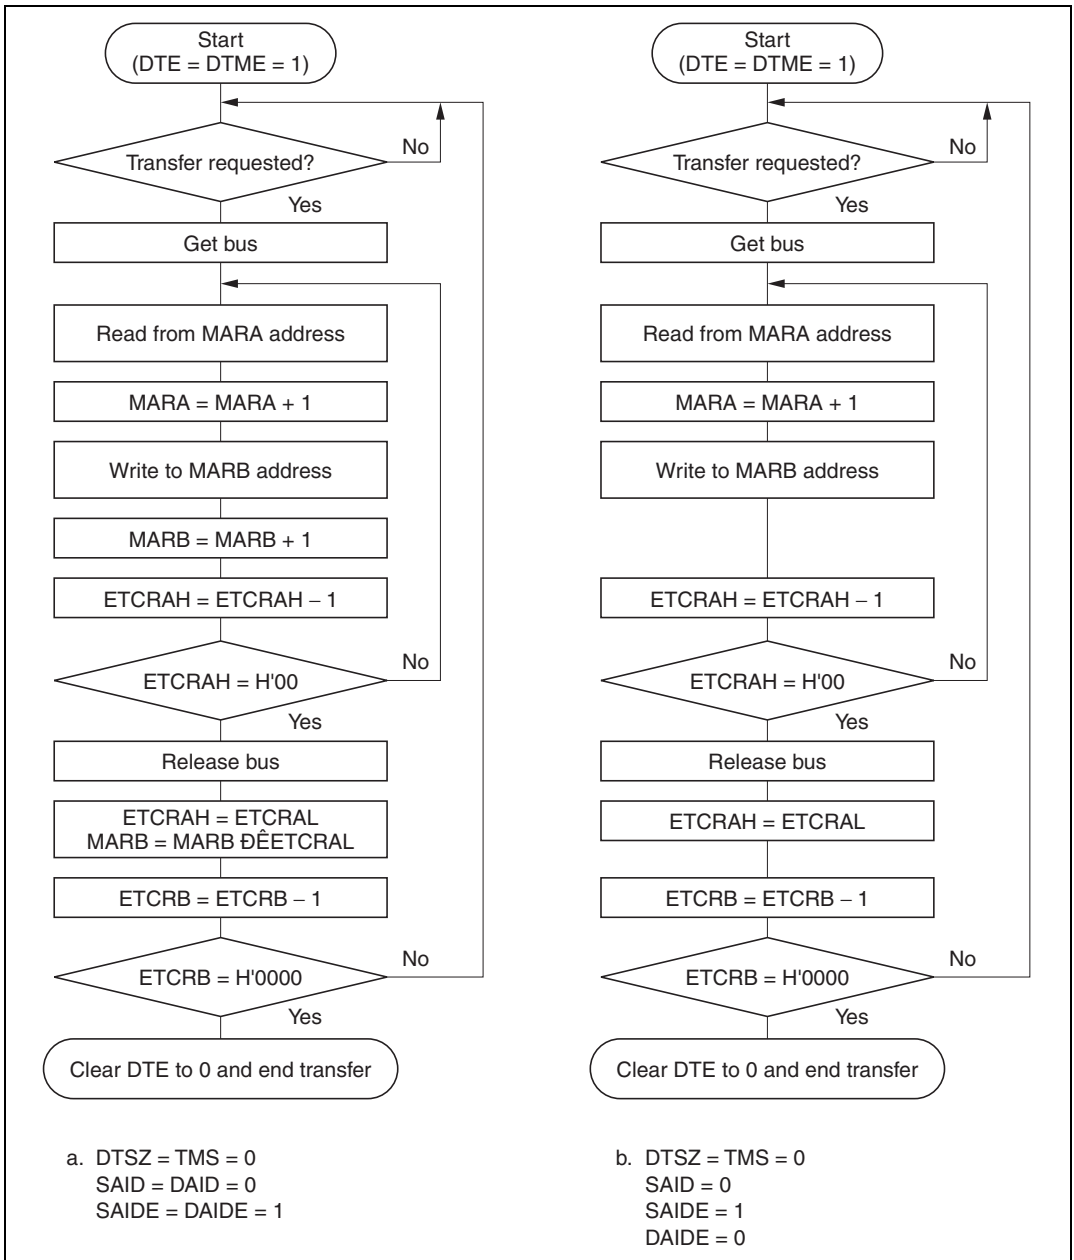 Start
(DTE = DTME = 1)
Transfer requested?
No
Yes
Get bus
Read from MARA address
MARA = MARA + 1
Write to MARB address
MARB = MARB + 1
ETCRAH = ETCRAH – 1
ETCRAH = H'00
No
Yes
Release bus
ETCRAH = ETCRAL
MARB = MARB ĐÊETCRAL
ETCRB = ETCRB – 1
ETCRB = H'0000
No
Yes
Clear DTE to 0 and end transfer
a. DTSZ = TMS = 0
SAID = DAID = 0
SAIDE = DAIDE = 1
Start
(DTE = DTME = 1)
Transfer requested?
No
Yes
Get bus
Read from MARA address
MARA = MARA + 1
Write to MARB address
ETCRAH = ETCRAH – 1
ETCRAH = H'00
No
Yes
Release bus
ETCRAH = ETCRAL
ETCRB = ETCRB – 1
ETCRB = H'0000
No
Yes
Clear DTE to 0 and end transfer
b. DTSZ = TMS = 0
SAID = 0
SAIDE = 1
DAIDE = 0